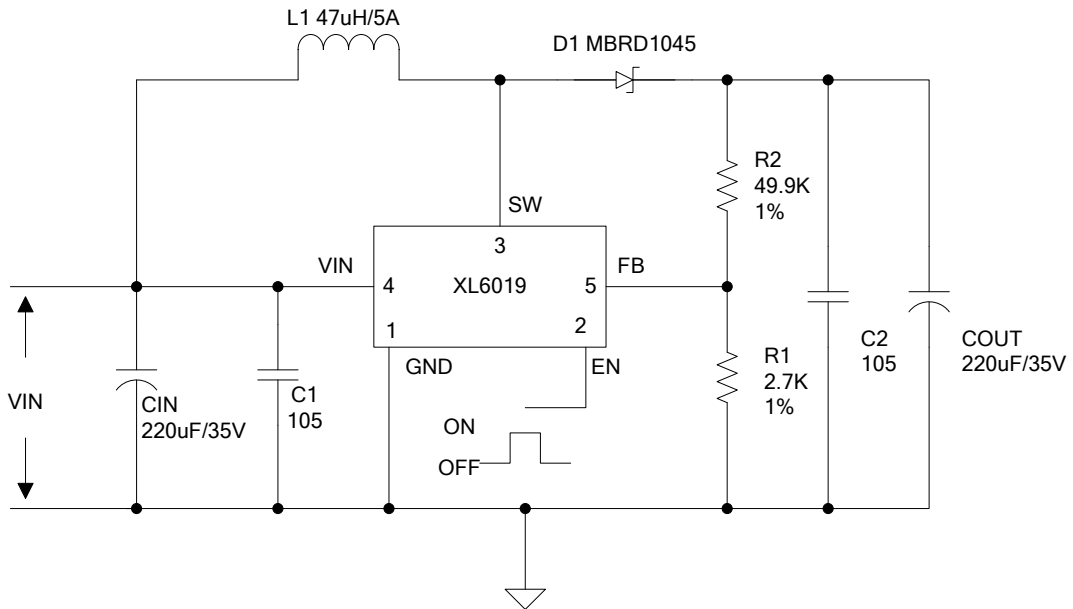 L1 47uH/5A
D1 MBRD1045
R2
49.9K
1%
SW
3
VIN
4
XL6019
5
FB
1
2
GND
EN
VIN
CIN
220uF/35V
C1
105
ON
OFF
R1
2.7K
1%
C2
105
COUT
220uF/35V